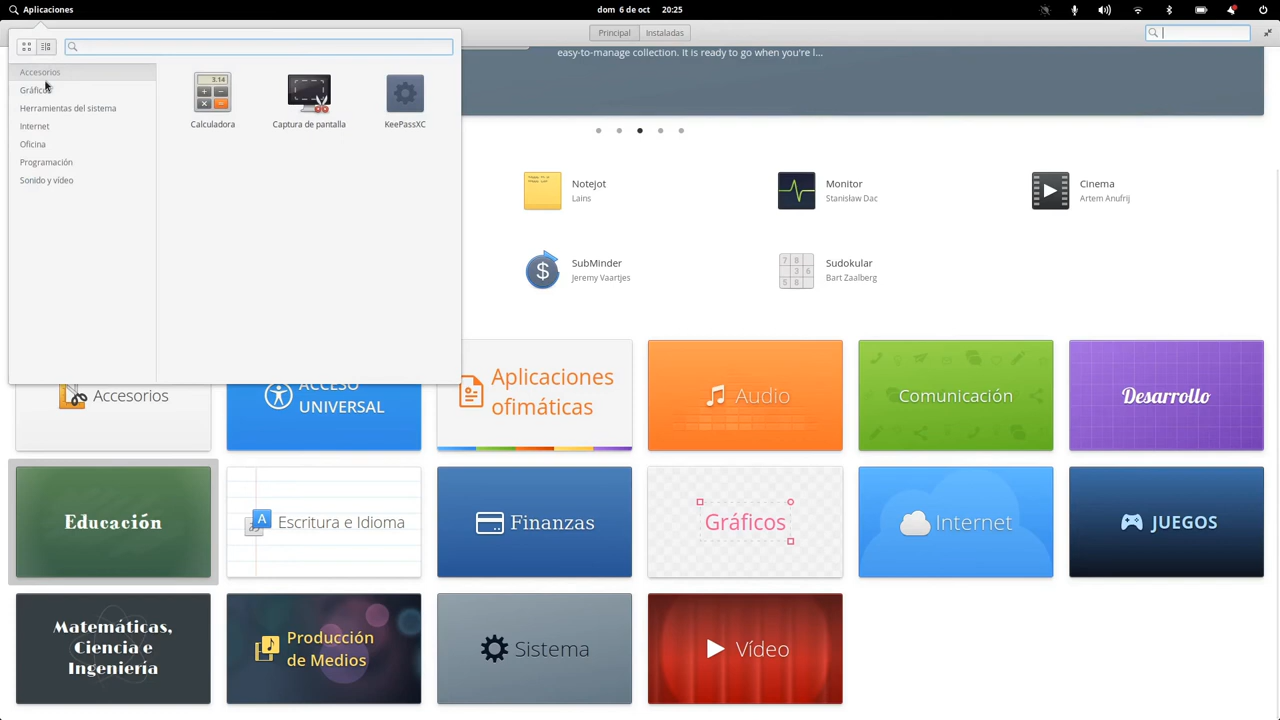 Aplicaciones
dom 6 de oct 20:25
Principal
Instaladas
easy-to-manage collection. It is ready to go when you're l...
Accesorios
Gráficos
Herramientas del sistema
Internet
Oficina
Programación
Sonido y vídeo
3.14
Calculadora
Captura de pantalla
KeePassXC
Notejot
Lains
Monitor
Stanisław Dac
Cinema
Artem Anufrij
SubMinder
Jeremy Vaartjes
Sudokular
Bart Zaalberg
Accesorios
ACCESO
UNIVERSAL
Aplicaciones
ofimáticas
Audio
Comunicación
Desarrollo
Educación
Escritura e Idioma
Finanzas
Gráficos
Internet
JUEGOS
Matemáticas,
Ciencia e
Ingeniería
Producción
de Medios
Sistema
Vídeo